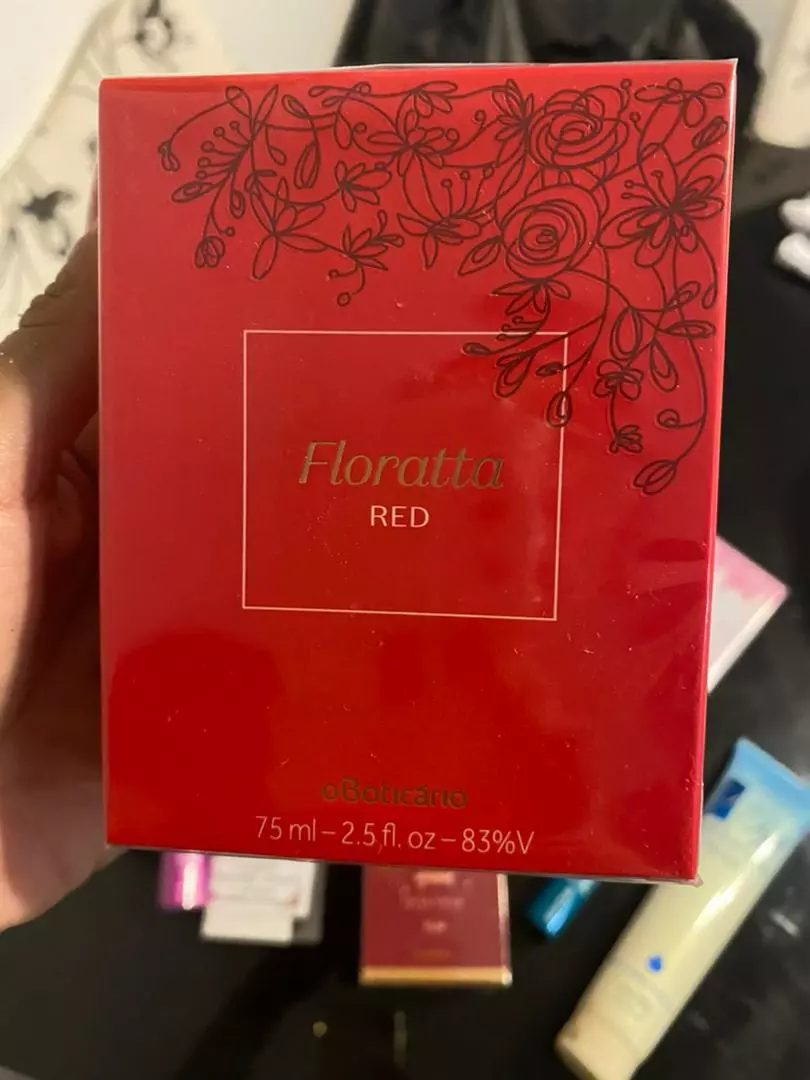 Floratta
RED
oBoticário
75 ml – 2.5 fl. oz – 83%V